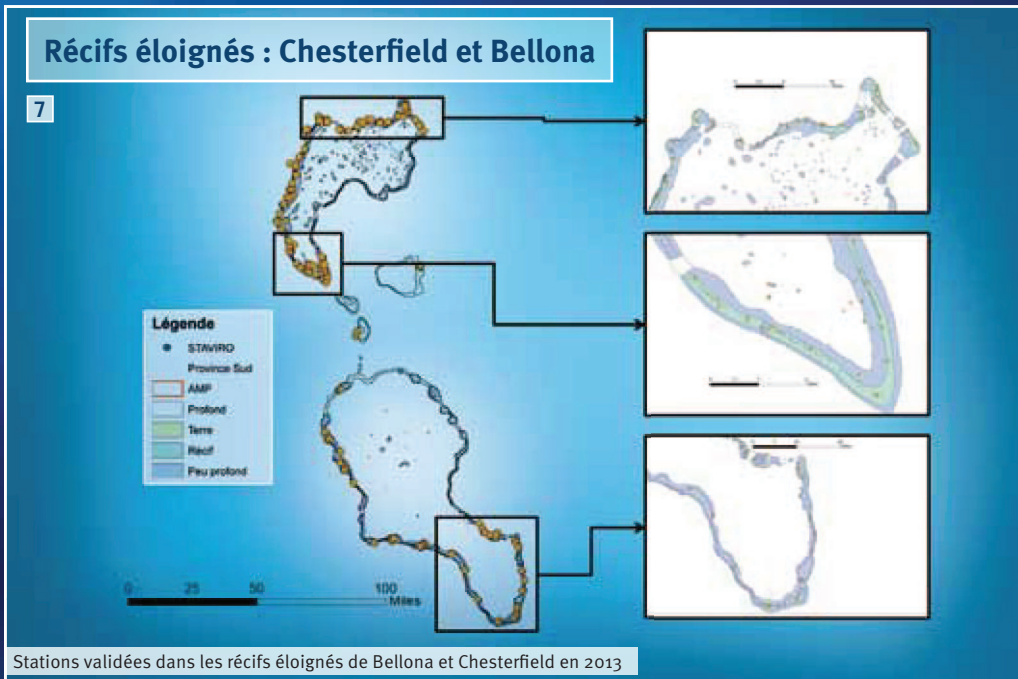 Récifs éloignés : Chesterfield et Bellona
7
Légende
STAVIRO
Province Sud
AMP
Profond
Terre
Récif
Peu profond
0 25 50 100
Miles
Stations validées dans les récifs éloignés de Bellona et Chesterfield en 2013